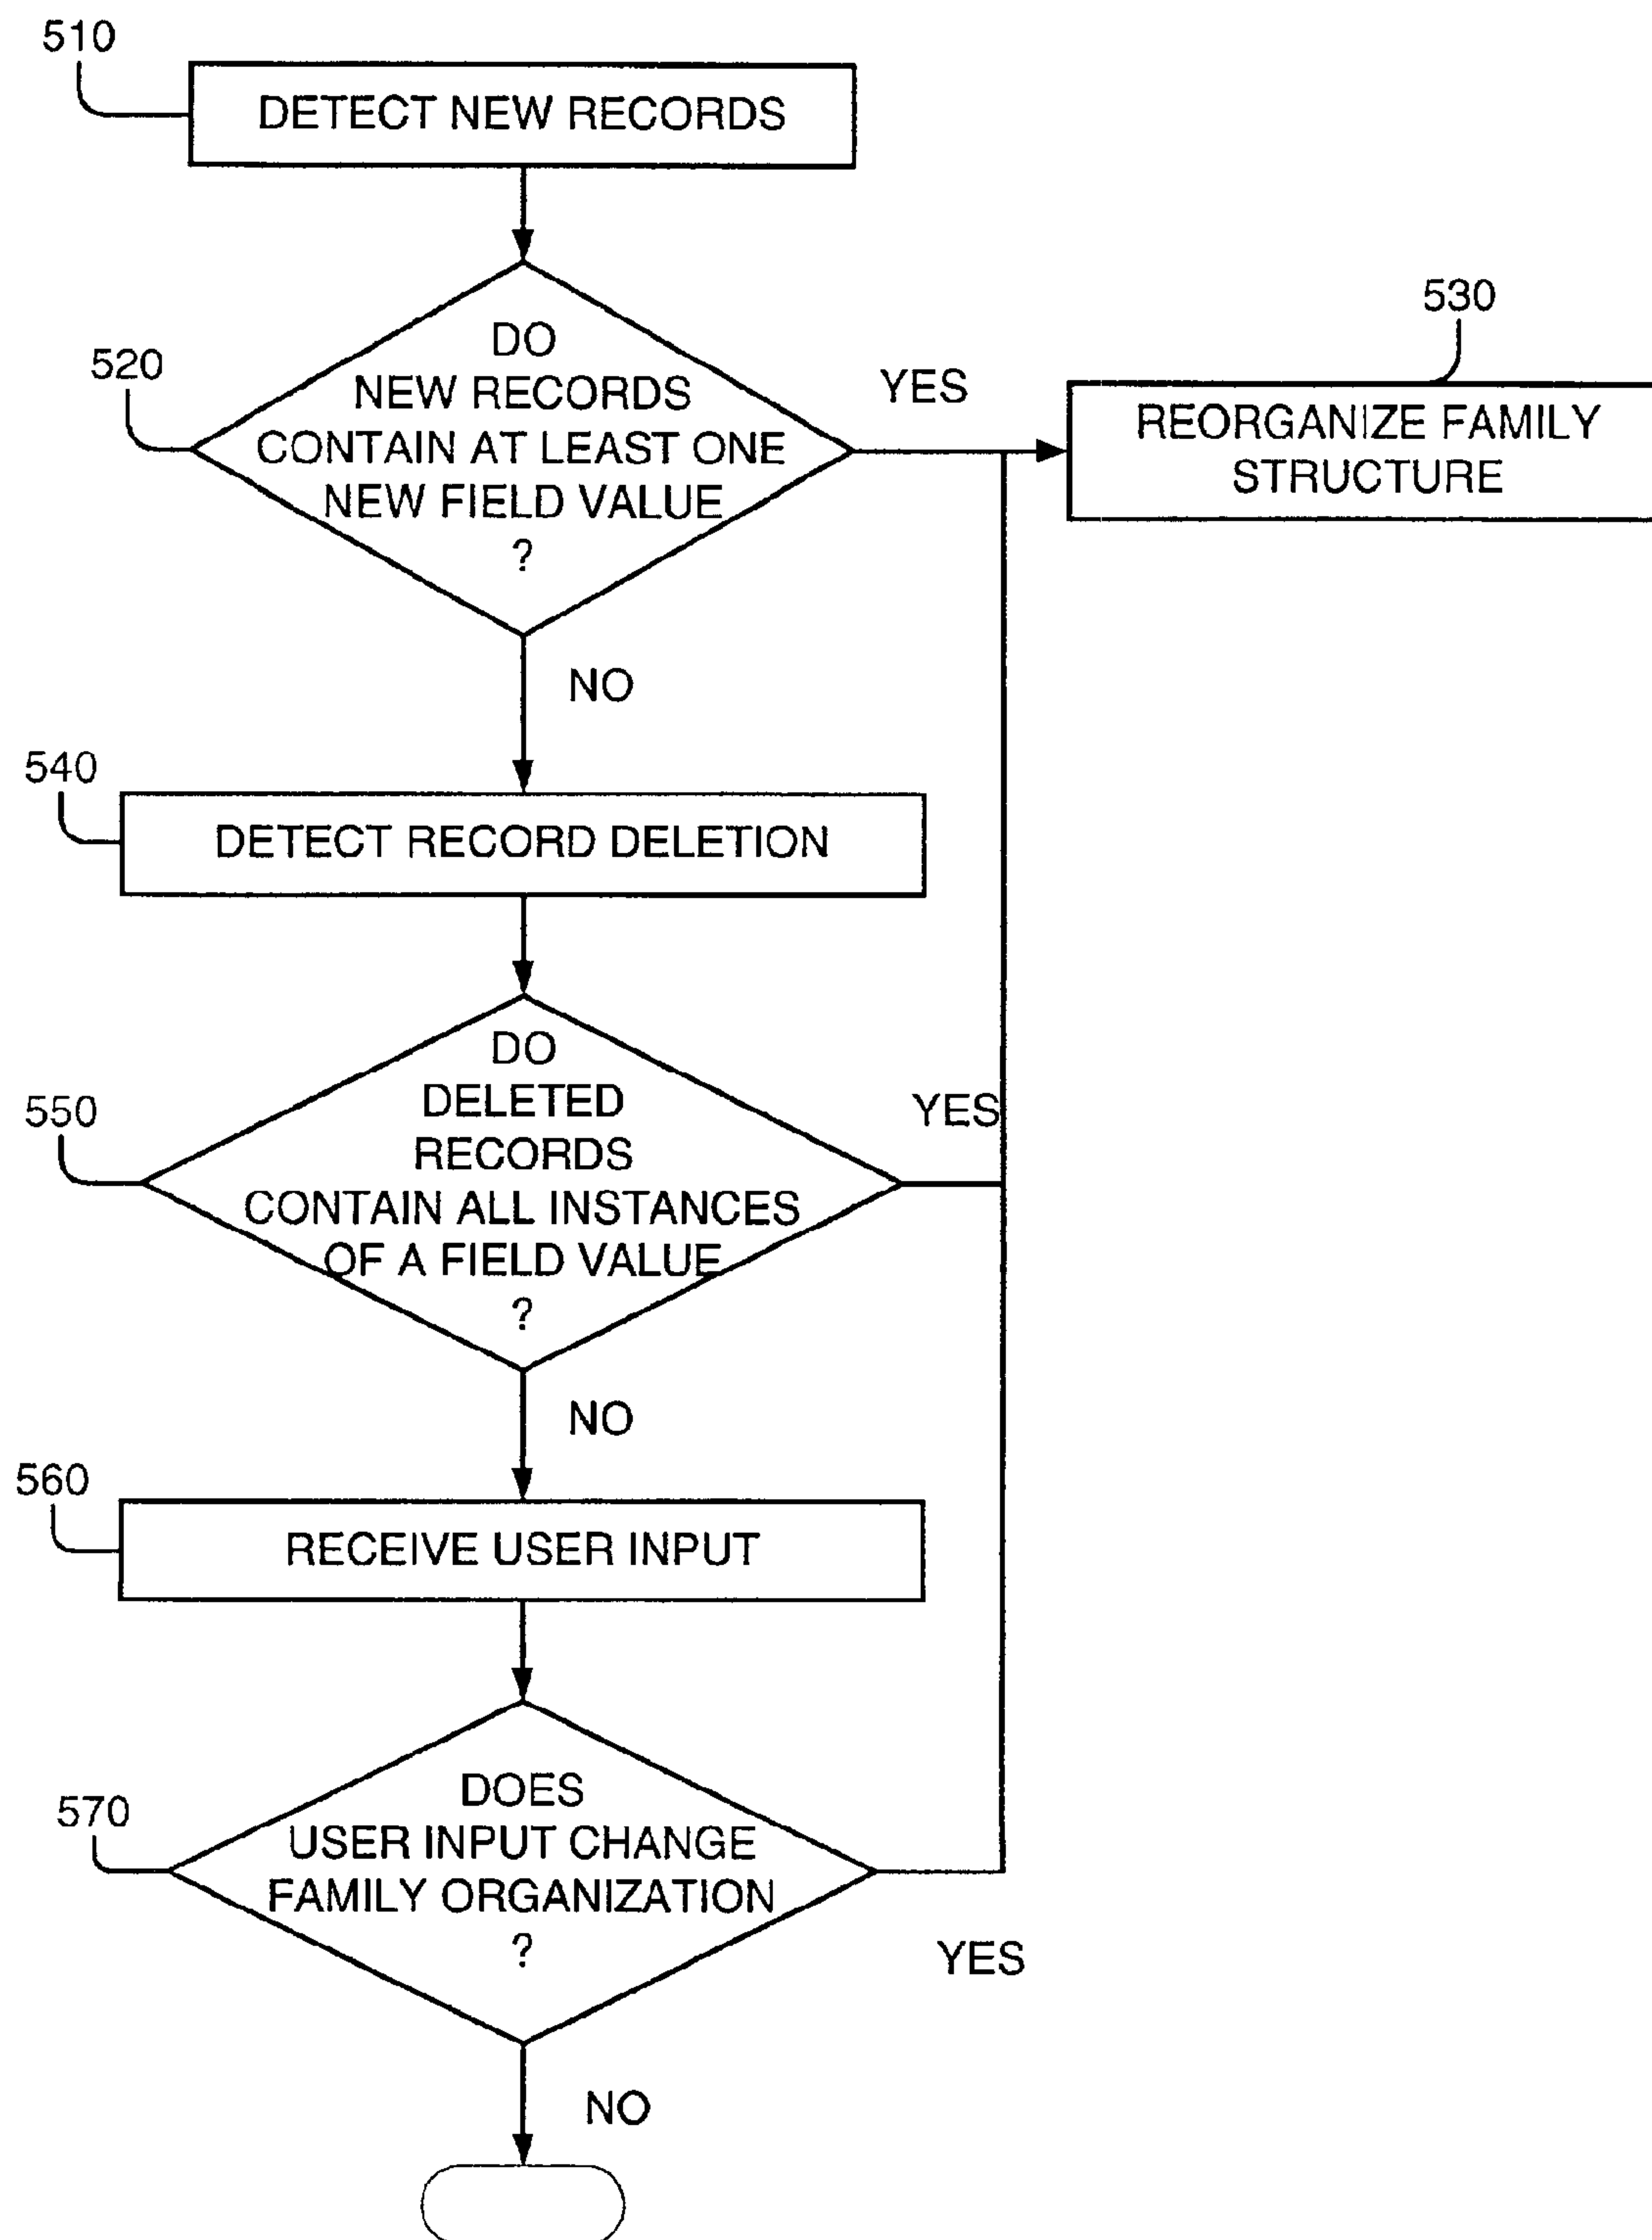 510
DETECT NEW RECORDS
520
DO
NEW RECORDS
CONTAIN AT LEAST ONE
NEW FIELD VALUE
?
YES
530
REORGANIZE FAMILY
STRUCTURE
NO
540
DETECT RECORD DELETION
550
DO
DELETED
RECORDS
CONTAIN ALL INSTANCES
OF A FIELD VALUE
?
YES
NO
560
RECEIVE USER INPUT
570
DOES
USER INPUT CHANGE
FAMILY ORGANIZATION
?
YES
NO